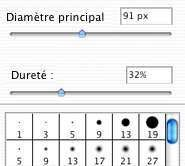 Diamètre principal 91 px
Dureté : 32%
1 3 5 9 13 19
5 9 13 17 21 27